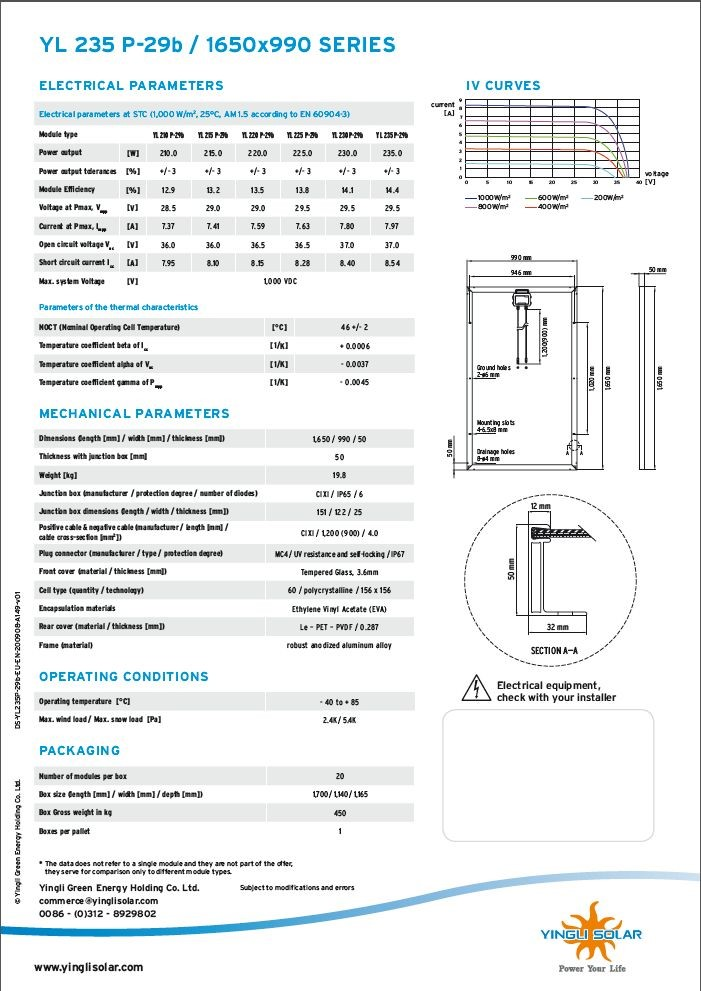 YL 235 P-29b / 1650x990 SERIES
ELECTRICAL PARAMETERS
Electrical parameters at STC (1,000 W/m², 25°C, AM1.5 according to EN 60904-3)
Module type YL 210 P-29b YL 215 P-29b YL 220 P-29b YL 225 P-29b YL 230 P-29b YL 235 P-29b
Power output [W] 210.0 215.0 220.0 225.0 230.0 235.0
Power output tolerances [%] +/- 3 +/- 3 +/- 3 +/- 3 +/- 3 +/- 3
Module Efficiency [%] 12.9 13.2 13.5 13.8 14.1 14.4
Voltage at Pmax, Vmpp [V] 28.5 29.0 29.0 29.5 29.5 29.5
Current at Pmax, Impp [A] 7.37 7.41 7.59 7.63 7.80 7.97
Open circuit voltage Voc [V] 36.0 36.0 36.5 36.5 37.0 37.0
Short circuit current Isc [A] 7.95 8.10 8.15 8.28 8.40 8.54
Max. system Voltage [V] 1,000 VDC
Parameters of the thermal characteristics
NOCT (Nominal Operating Cell Temperature) [°C] 46 +/- 2
Temperature coefficient beta of Isc [1/K] + 0.0006
Temperature coefficient alpha of Voc [1/K] - 0.0037
Temperature coefficient gamma of Pmpp [1/K] - 0.0045
MECHANICAL PARAMETERS
Dimensions (length [mm] / width [mm] / thickness [mm]) 1,650 / 990 / 50
Thickness with junction box [mm] 50
Weight [kg] 19.8
Junction box (manufacturer / protection degree / number of diodes) CIXI / IP65 / 6
Junction box dimensions (length / width / thickness [mm]) 151 / 122 / 25
Positive cable & negative cable (manufacturer / length [mm] /
cable cross-section [mm²]) CIXI / 1,200 (900) / 4.0
Plug connector (manufacturer / type / protection degree) MC4 / UV resistance and self-locking / IP67
Front cover (material / thickness [mm]) Tempered Glass, 3.6mm
Cell type (quantity / technology) 60 / polycrystalline / 156 x 156
Encapsulation materials Ethylene Vinyl Acetate (EVA)
Rear cover (material / thickness [mm]) Le - PET - PVDF / 0.287
Frame (material) robust anodized aluminum alloy
OPERATING CONDITIONS
Operating temperature [°C] - 40 to + 85
Max. wind load / Max. snow load [Pa] 2.4K / 5.4K
PACKAGING
Number of modules per box 20
Box size (length [mm] / width [mm] / depth [mm]) 1,700 / 1,140 / 1,165
Box Gross weight in kg 450
Boxes per pallet 1
* The data does not refer to a single module and they are not part of the offer,
they serve for comparison only to different module types.
Yingli Green Energy Holding Co. Ltd. Subject to modifications and errors
commerce@yinglisolar.com
0086 - (0)312 - 8929802
www.yinglisolar.com
© Yingli Green Energy Holding Co. Ltd.
DS-YL235P-29b-EU-EN-200908-A149-v01
IV CURVES
current
[A]
9
8
7
6
5
4
3
2
1
0
0 5 10 15 20 25 30 35 40
voltage
[V]
1000W/m² 600W/m² 200W/m²
800W/m² 400W/m²
990 mm
946 mm
50 mm
1,200(900) mm
Ground holes
2-ø6 mm
1,020 mm
1,650 mm
1,650 mm
Mounting slots
4-6.5x8 mm
Drainage holes
8-ø4 mm
50 mm
A A
12 mm
50 mm
32 mm
SECTION A-A
Electrical equipment,
check with your installer
YINGLI SOLAR
Power Your Life